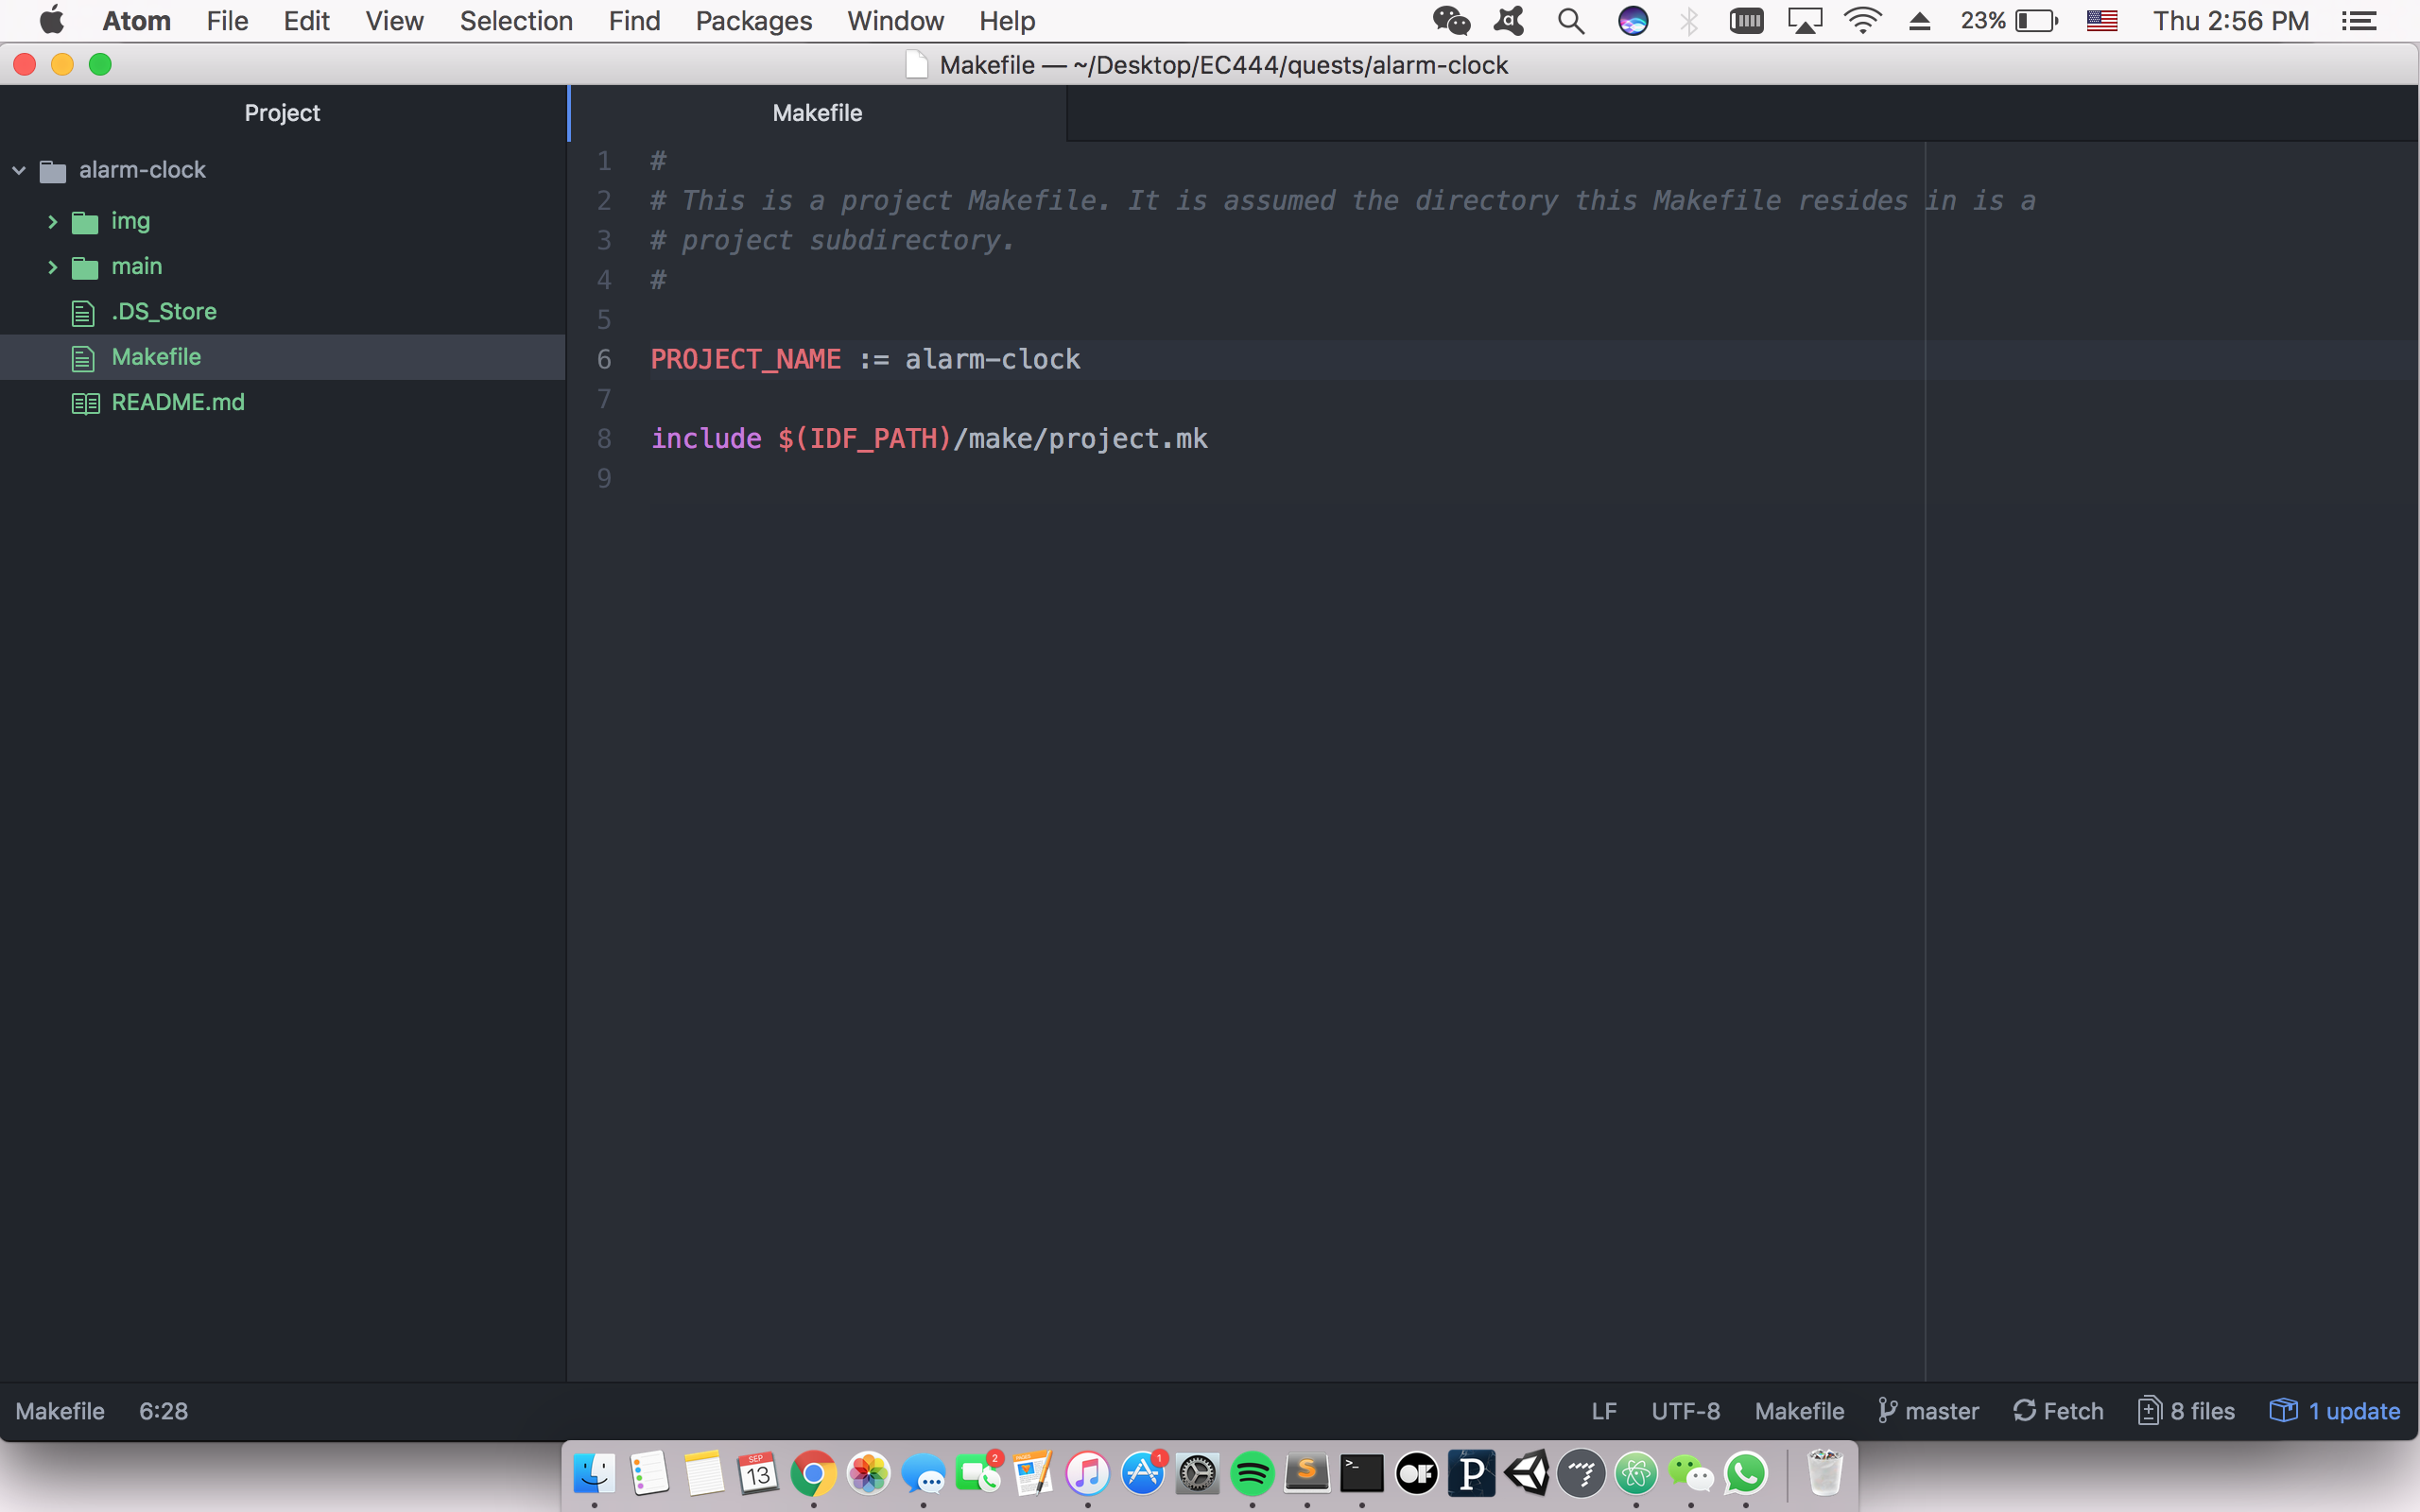 Atom File Edit View Selection Find Packages Window Help 23% Thu 2:56 PM
Makefile — ~/Desktop/EC444/quests/alarm-clock
Project
Makefile
alarm-clock
img
main
.DS_Store
Makefile
README.md
1 #
2 # This is a project Makefile. It is assumed the directory this Makefile resides in is a
3 # project subdirectory.
4 #
5
6 PROJECT_NAME := alarm-clock
7
8 include $(IDF_PATH)/make/project.mk
9
Makefile 6:28 LF UTF-8 Makefile master Fetch 8 files 1 update
SEP
13
2
1
S
>_
OF
P